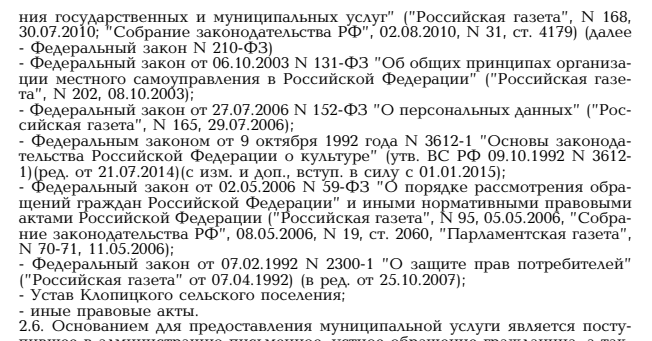 ния государственных и муниципальных услуг" ("Российская газета", N 168,
30.07.2010; "Собрание законодательства РФ", 02.08.2010, N 31, ст. 4179) (далее
- Федеральный закон N 210-ФЗ)
- Федеральный закон от 06.10.2003 N 131-ФЗ "Об общих принципах организа-
ции местного самоуправления в Российской Федерации" ("Российская газе-
та", N 202, 08.10.2003);
- Федеральный закон от 27.07.2006 N 152-ФЗ "О персональных данных" ("Рос-
сийская газета", N 165, 29.07.2006);
- Федеральным законом от 9 октября 1992 года N 3612-1 "Основы законода-
тельства Российской Федерации о культуре" (утв. ВС РФ 09.10.1992 N 3612-
1)(ред. от 21.07.2014)(с изм. и доп., вступ. в силу с 01.01.2015);
- Федеральный закон от 02.05.2006 N 59-ФЗ "О порядке рассмотрения обра-
щений граждан Российской Федерации" и иными нормативными правовыми
актами Российской Федерации ("Российская газета", N 95, 05.05.2006, "Собра-
ние законодательства РФ", 08.05.2006, N 19, ст. 2060, "Парламентская газета",
N 70-71, 11.05.2006);
- Федеральный закон от 07.02.1992 N 2300-1 "О защите прав потребителей"
("Российская газета" от 07.04.1992) (в ред. от 25.10.2007);
- Устав Клопицкого сельского поселения;
- иные правовые акты.
2.6. Основанием для предоставления муниципальной услуги является посту-
пившее в администрацию письменное, устное обращение гражданина, а так-